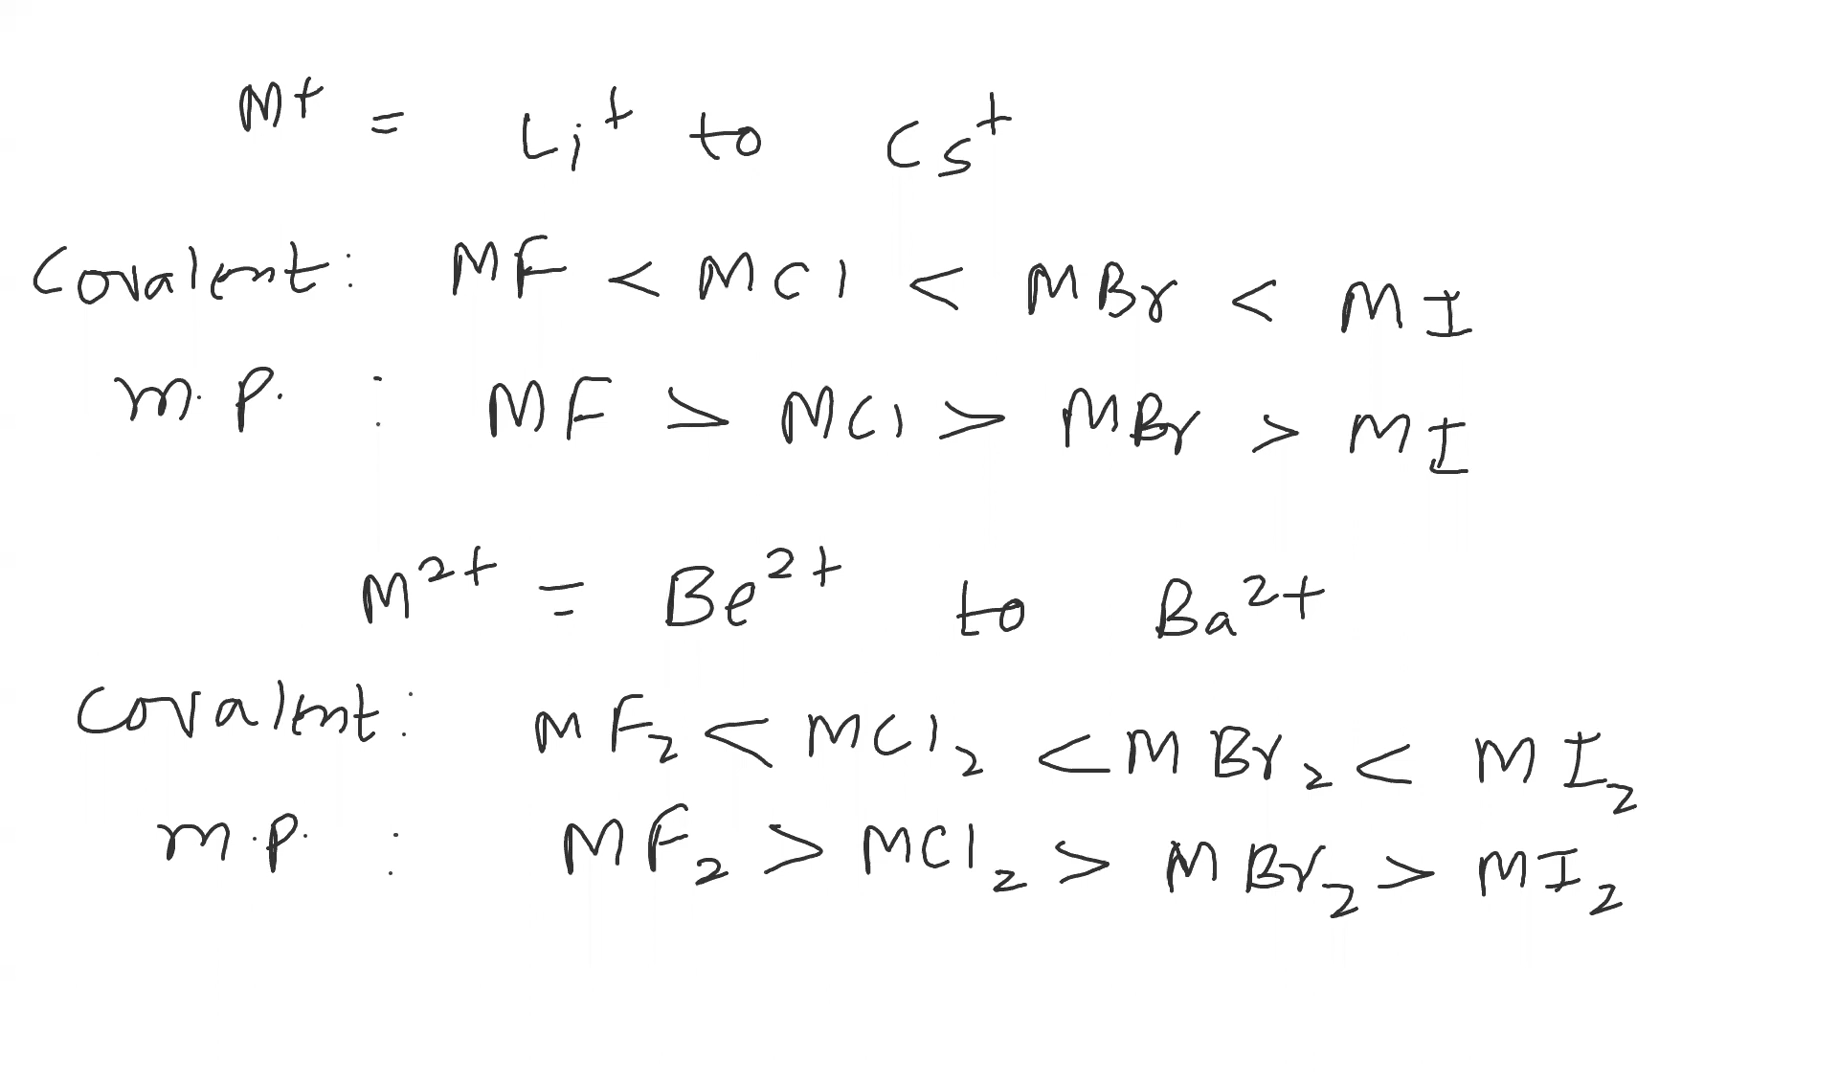 M+ = Li+ to Cs+
Covalent: MF < MCl < MBr < MI
m.p. : MF > MCl > MBr > MI
M2+ = Be2+ to Ba2+
Covalent: MF2 < MCl2 < MBr2 < MI2
m.p. : MF2 > MCl2 > MBr2 > MI2